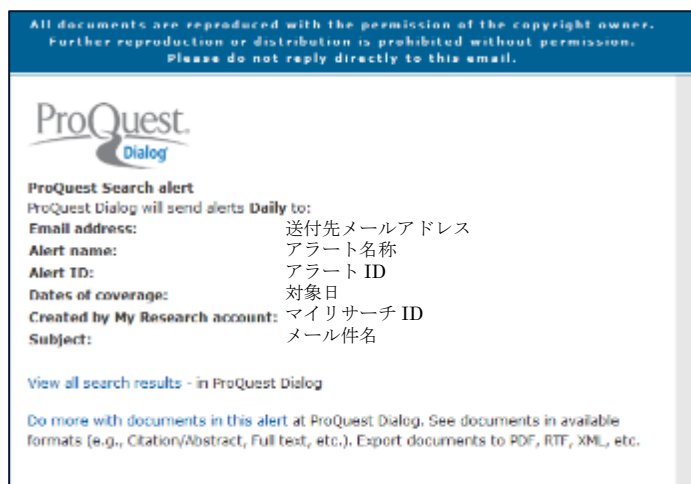 All documents are reproduced with the permission of the copyright owner.
Further reproduction or distribution is prohibited without permission.
Please do not reply directly to this email.
ProQuest.
Dialog
ProQuest Search alert
ProQuest Dialog will send alerts Daily to:
Email address: 送付先メールアドレス
Alert name: アラート名称
Alert ID: アラート ID
Dates of coverage: 対象日
Created by My Research account: マイリサーチ ID
Subject: メール件名
View all search results - in ProQuest Dialog
Do more with documents in this alert at ProQuest Dialog. See documents in available
formats (e.g., Citation/Abstract, Full text, etc.). Export documents to PDF, RTF, XML, etc.